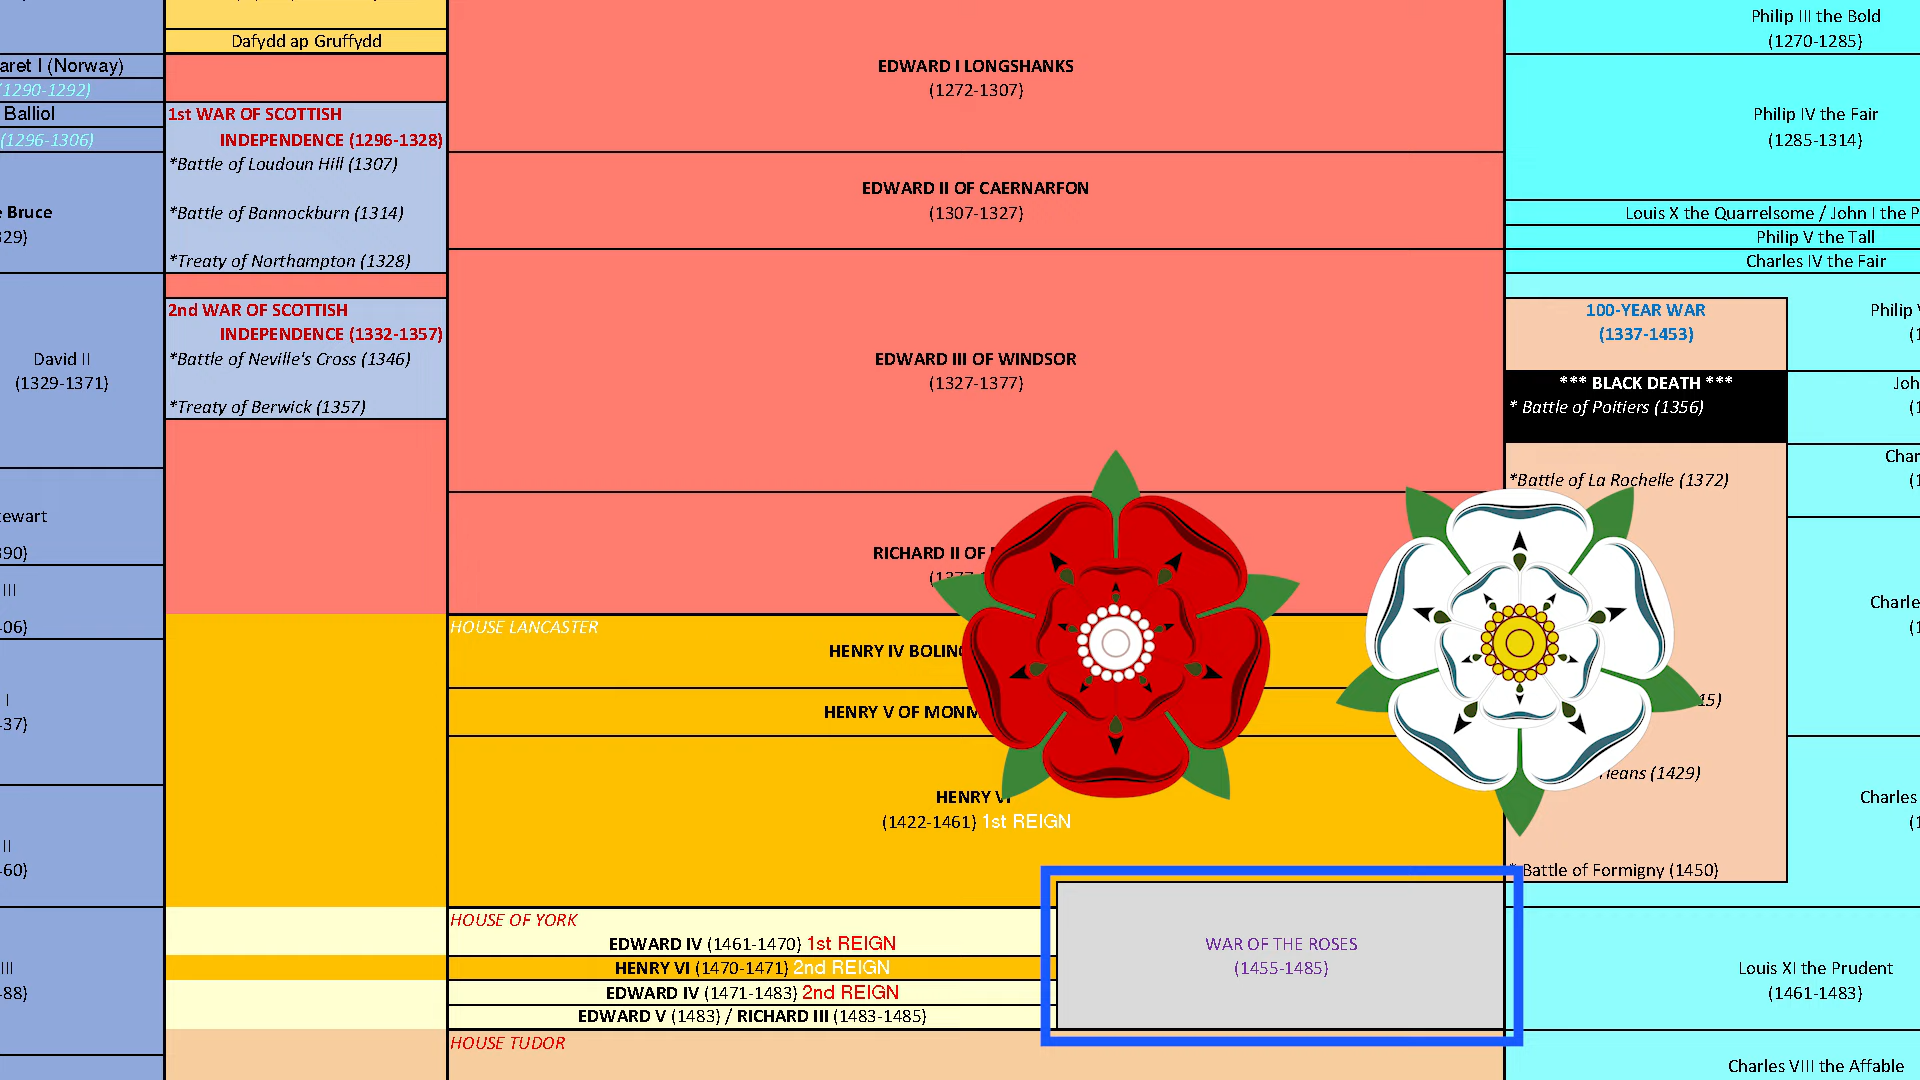 Dafydd ap Gruffydd
aret I (Norway)
(1290-1292)
Balliol
(1296-1306)
Bruce
329)
David II
(1329-1371)
tewart
390)
III
-06)
I
-37)
II
-60)
III
-88)
1st WAR OF SCOTTISH
INDEPENDENCE (1296-1328)
*Battle of Loudoun Hill (1307)
*Battle of Bannockburn (1314)
*Treaty of Northampton (1328)
2nd WAR OF SCOTTISH
INDEPENDENCE (1332-1357)
*Battle of Neville's Cross (1346)
*Treaty of Berwick (1357)
EDWARD I LONGSHANKS
(1272-1307)
EDWARD II OF CAERNARFON
(1307-1327)
EDWARD III OF WINDSOR
(1327-1377)
RICHARD II OF
HOUSE LANCASTER
HENRY IV BOLING
HENRY V OF MONM
HENRY VI
(1422-1461) 1st REIGN
HOUSE OF YORK
EDWARD IV (1461-1470) 1st REIGN
HENRY VI (1470-1471) 2nd REIGN
EDWARD IV (1471-1483) 2nd REIGN
EDWARD V (1483) / RICHARD III (1483-1485)
HOUSE TUDOR
WAR OF THE ROSES
(1455-1485)
100-YEAR WAR
(1337-1453)
*** BLACK DEATH ***
* Battle of Poitiers (1356)
*Battle of La Rochelle (1372)
15)
leans (1429)
* Battle of Formigny (1450)
Philip III the Bold
(1270-1285)
Philip IV the Fair
(1285-1314)
Louis X the Quarrelsome / John I the P
Philip V the Tall
Charles IV the Fair
Philip V
(1
Joh
(1
Char
(1
Charle
(1
Charles
(1
Louis XI the Prudent
(1461-1483)
Charles VIII the Affable